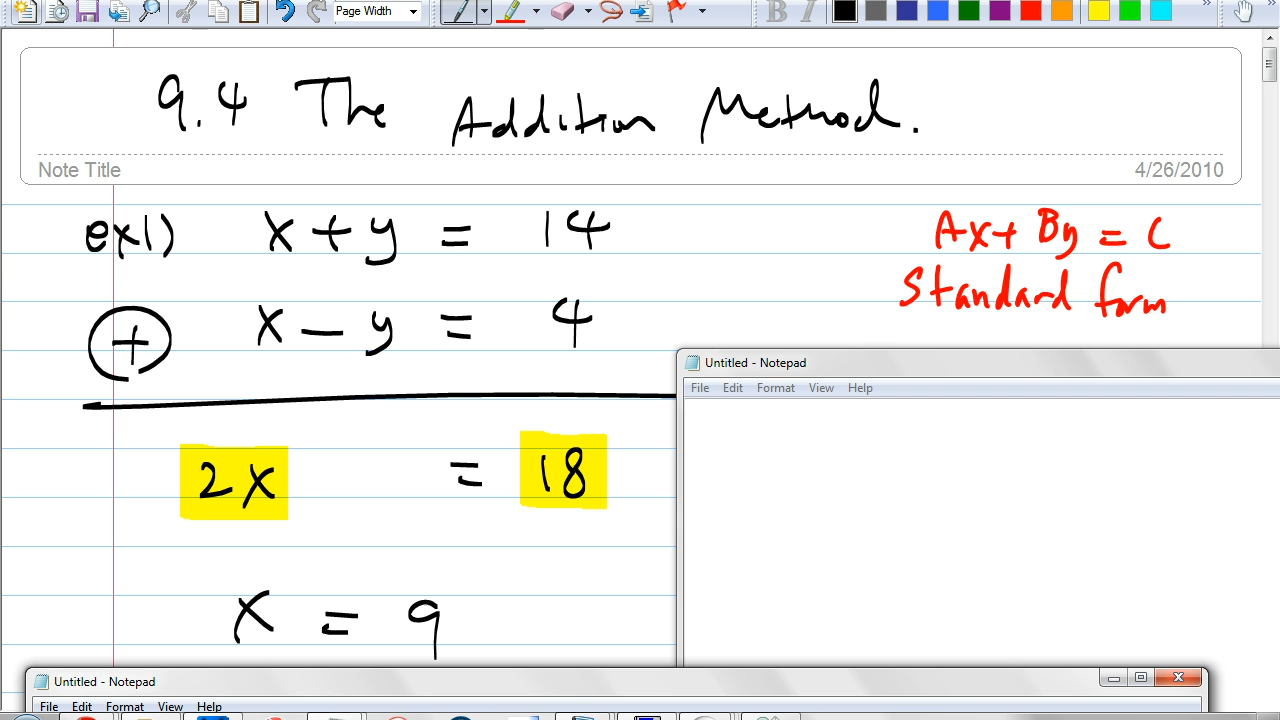 Page Width
B I
9.4 The Addition Method.
Note Title
4/26/2010
ex1) x + y = 14
Ax + By = C
Standard form
+ x - y = 4
Untitled - Notepad
File Edit Format View Help
2x = 18
x = 9
Untitled - Notepad
File Edit Format View Help